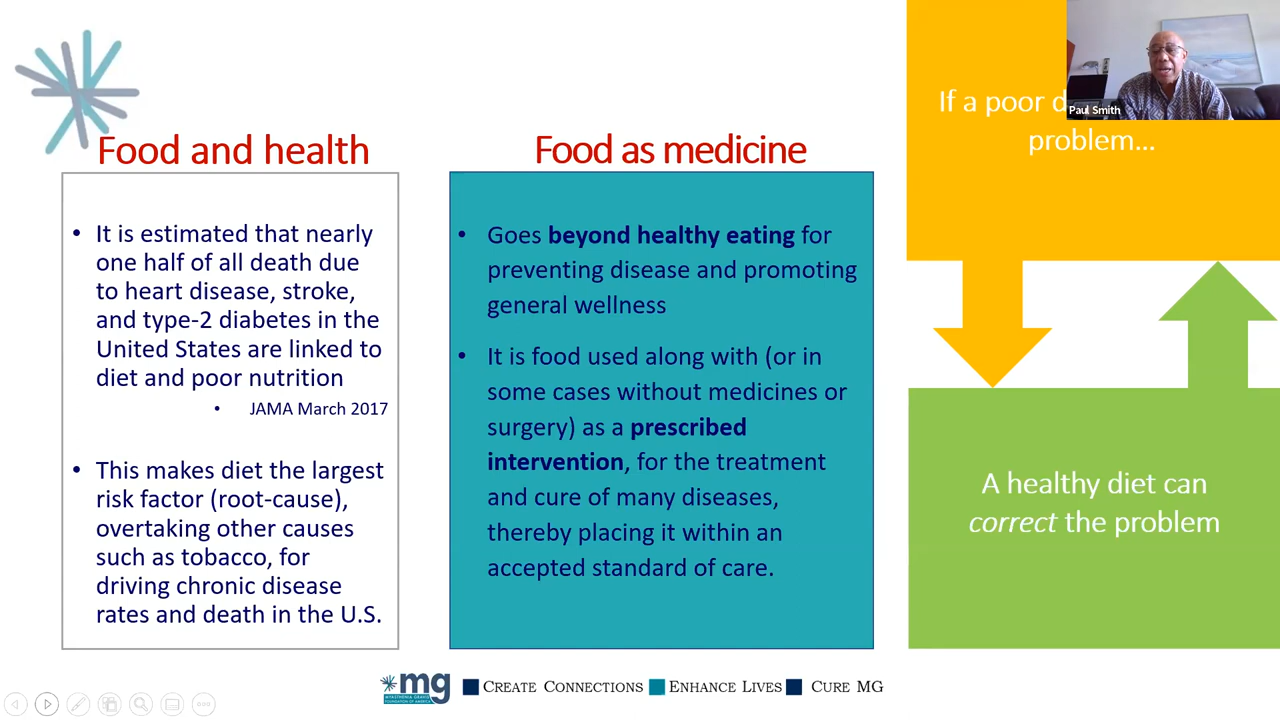 Food and health
• It is estimated that nearly
one half of all death due
to heart disease, stroke,
and type-2 diabetes in the
United States are linked to
diet and poor nutrition
• JAMA March 2017
• This makes diet the largest
risk factor (root-cause),
overtaking other causes
such as tobacco, for
driving chronic disease
rates and death in the U.S.
Food as medicine
• Goes beyond healthy eating for
preventing disease and promoting
general wellness
• It is food used along with (or in
some cases without medicines or
surgery) as a prescribed
intervention, for the treatment
and cure of many diseases,
thereby placing it within an
accepted standard of care.
If a poor
problem...
Paul Smith
A healthy diet can
correct the problem
mg
MYASTHENIA GRAVIS
FOUNDATION OF AMERICA
CREATE CONNECTIONS ENHANCE LIVES CURE MG